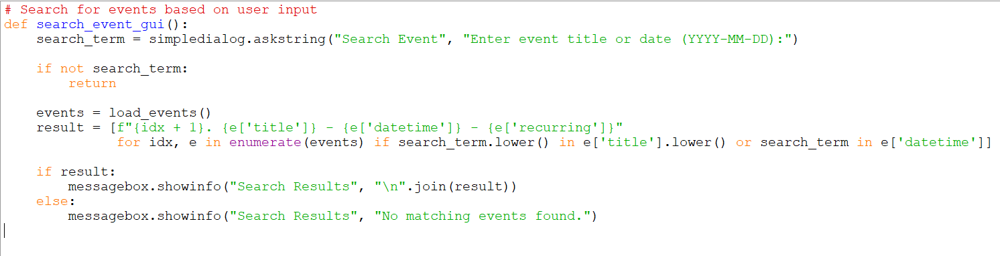 # Search for events based on user input
def search_event_gui():
    search_term = simpledialog.askstring("Search Event", "Enter event title or date (YYYY-MM-DD):")

    if not search_term:
        return

    events = load_events()
    result = [f"{idx + 1}. {e['title']} - {e['datetime']} - {e['recurring']}"
              for idx, e in enumerate(events) if search_term.lower() in e['title'].lower() or search_term in e['datetime']]

    if result:
        messagebox.showinfo("Search Results", "\n".join(result))
    else:
        messagebox.showinfo("Search Results", "No matching events found.")